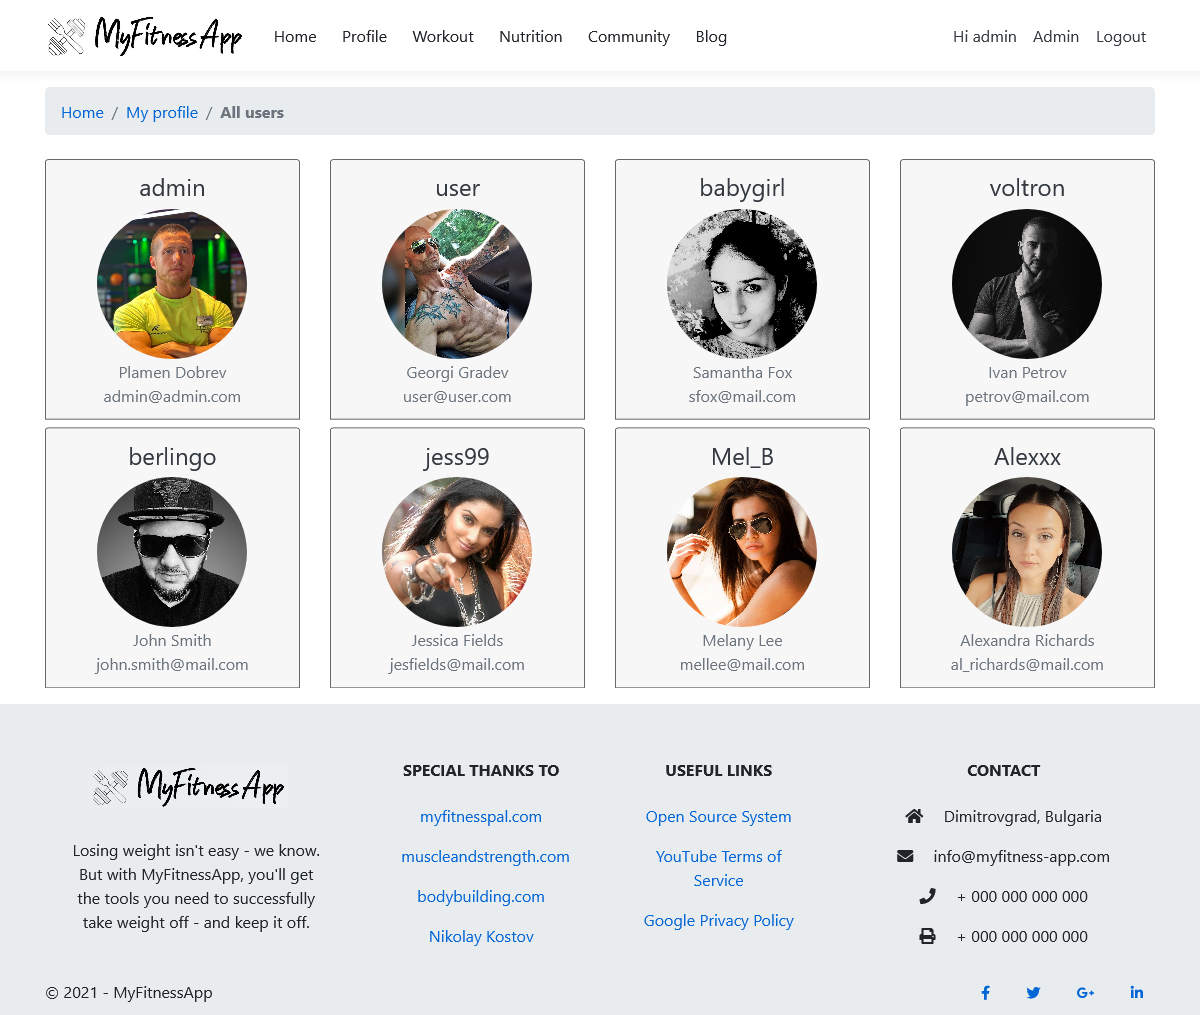 MyFitnessApp Home Profile Workout Nutrition Community Blog Hi admin Admin Logout
Home / My profile / All users
admin user babygirl voltron
Plamen Dobrev Georgi Gradev Samantha Fox Ivan Petrov
admin@admin.com user@user.com sfox@mail.com petrov@mail.com
berlingo jess99 Mel_B Alexxx
John Smith Jessica Fields Melany Lee Alexandra Richards
john.smith@mail.com jesfields@mail.com mellee@mail.com al_richards@mail.com
MyFitnessApp
Losing weight isn't easy - we know.
But with MyFitnessApp, you'll get
the tools you need to successfully
take weight off - and keep it off.
SPECIAL THANKS TO
myfitnesspal.com
muscleandstrength.com
bodybuilding.com
Nikolay Kostov
USEFUL LINKS
Open Source System
YouTube Terms of
Service
Google Privacy Policy
CONTACT
Dimitrovgrad, Bulgaria
info@myfitness-app.com
+ 000 000 000 000
+ 000 000 000 000
© 2021 - MyFitnessApp